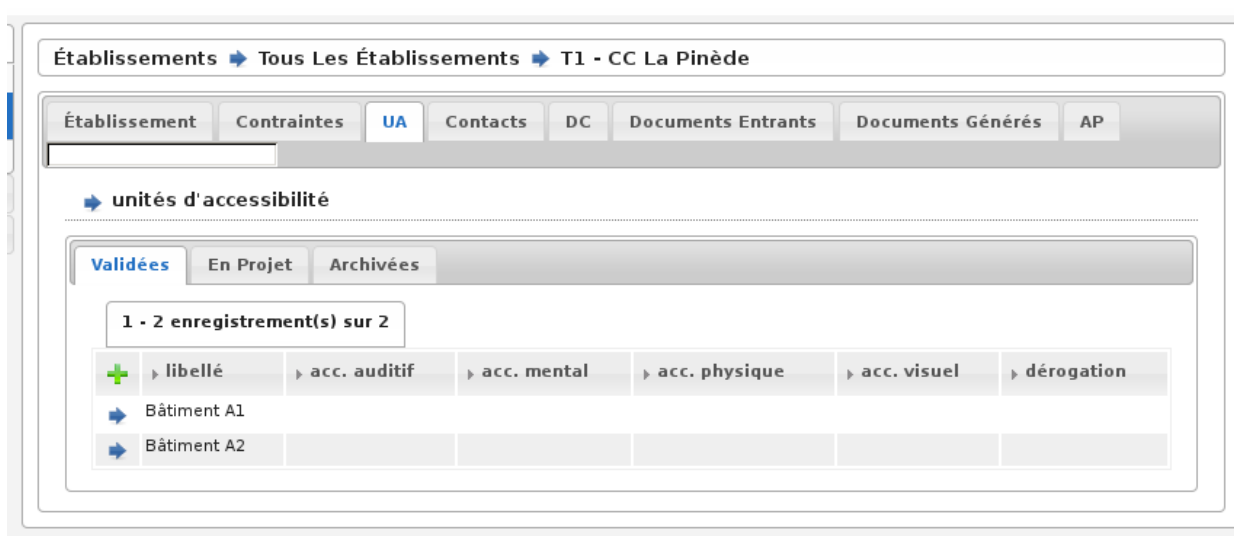 Établissements Tous Les Établissements T1 - CC La Pinède
Établissement Contraintes UA Contacts DC Documents Entrants Documents Générés AP
unités d'accessibilité
Validées En Projet Archivées
1 - 2 enregistrement(s) sur 2
libellé acc. auditif acc. mental acc. physique acc. visuel dérogation
Bâtiment A1
Bâtiment A2